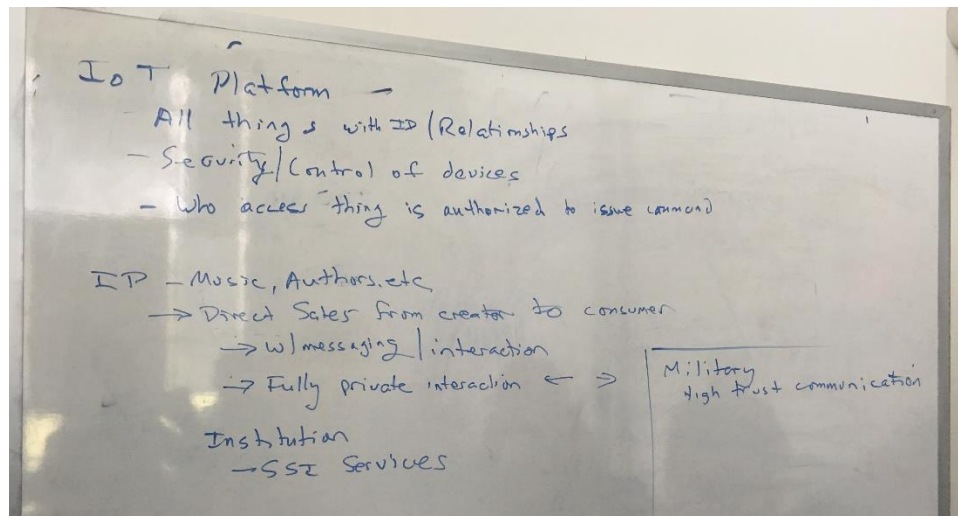 IoT Platform -
All things with ID/Relationships
- Security/Control of devices
- Who access thing is authorized to issue command
IP - Music, Authors, etc
→ Direct Sales from creator to consumer
→ w/messaging/interaction
→ Fully private interaction ← →
Military
High trust communication
Institution
→ SSI Services